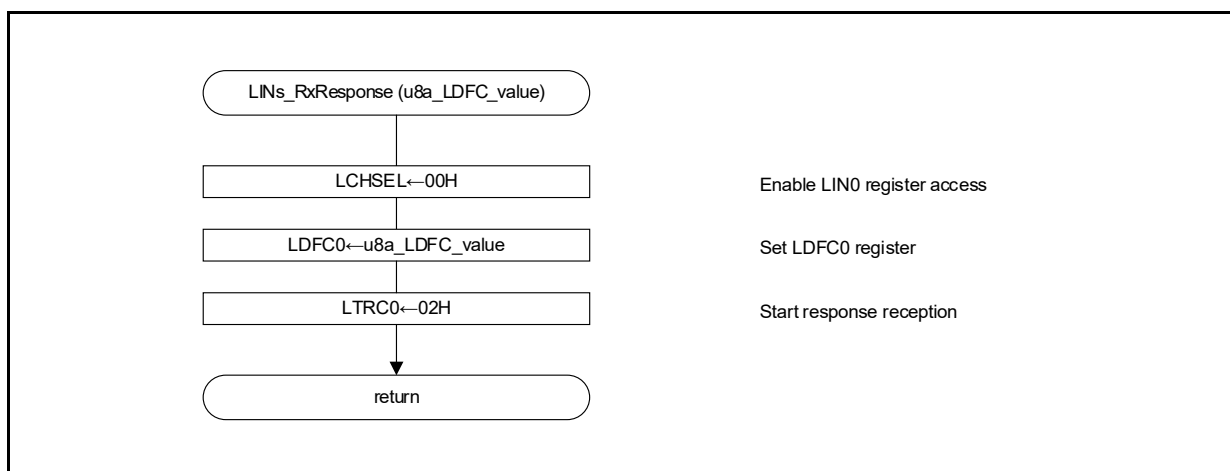 LINs_RxResponse (u8a_LDFC_value)
LCHSEL←00H
Enable LIN0 register access
LDFC0←u8a_LDFC_value
Set LDFC0 register
LTRC0←02H
Start response reception
return